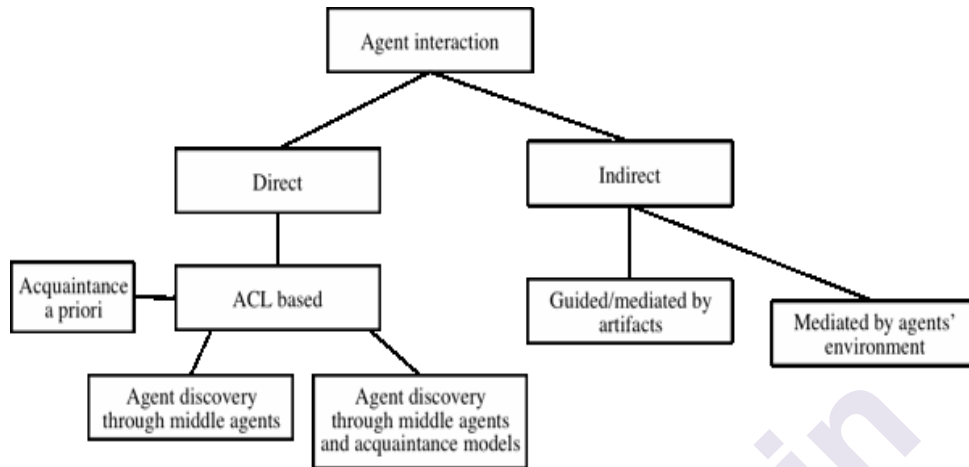 Agent interaction
Direct
Indirect
Acquaintance
a priori
ACL based
Guided/mediated by
artifacts
Mediated by agents'
environment
Agent discovery
through middle agents
Agent discovery
through middle agents
and acquaintance models
in